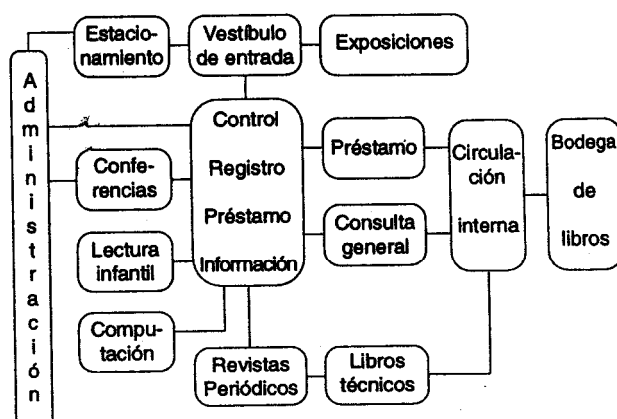 Estacio-
namiento
Vestíbulo
de entrada
Exposiciones
Administración
Control
Registro
Préstamo
Información
Confe-
rencias
Lectura
infantil
Compu-
tación
Préstamo
Consulta
general
Circula-
ción
interna
Bodega
de
libros
Revistas
Periódicos
Libros
técnicos